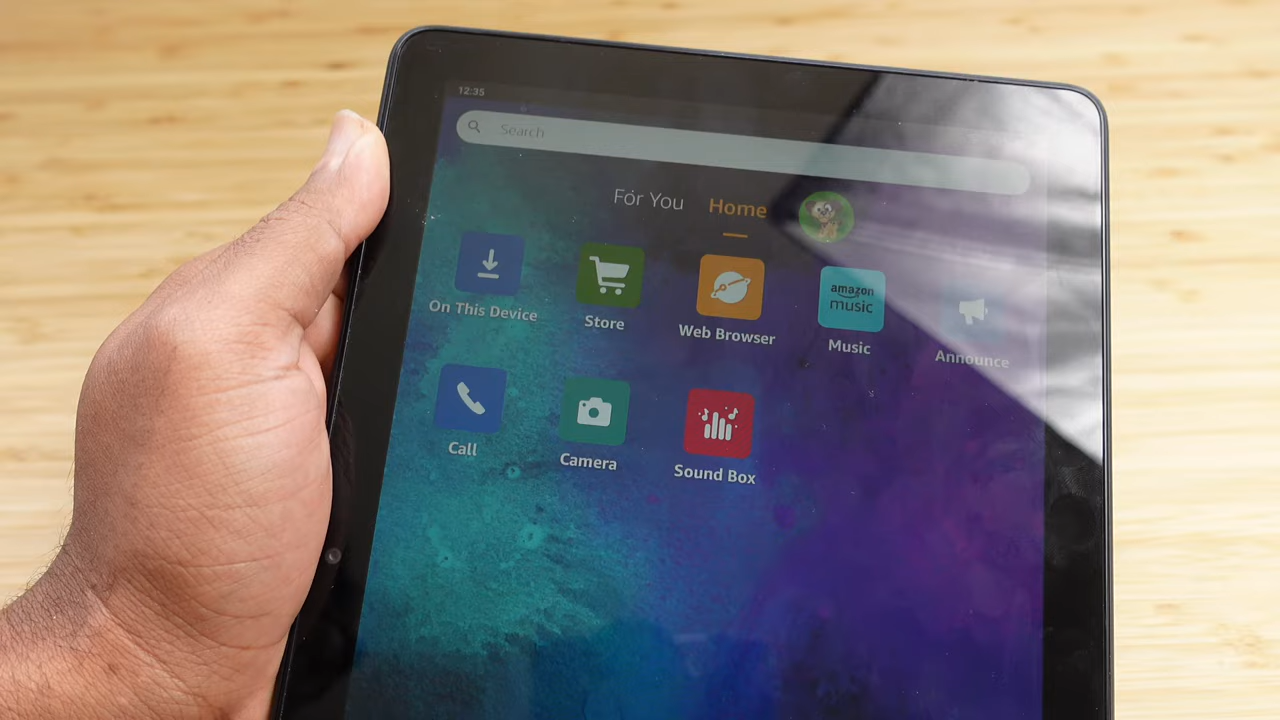 12:35
Search
For You Home
On This Device
Store
Web Browser
amazon
music
Music
Announce
Call
Camera
Sound Box